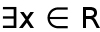 ∃x ∈ R